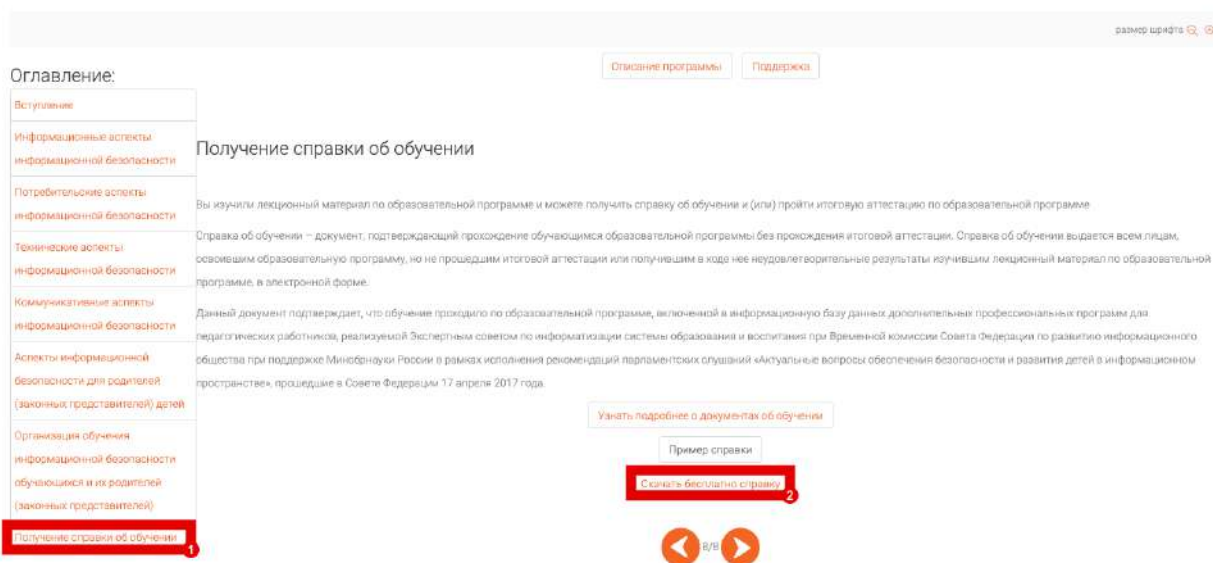 размер шрифта
Описание программы
Поддержка
Оглавление:
Вступление
Информационные аспекты
информационной безопасности
Потребительские аспекты
информационной безопасности
Технические аспекты
информационной безопасности
Коммуникативные аспекты
информационной безопасности
Аспекты информационной
безопасности для родителей
(законных представителей) детей
Организация обучения
информационной безопасности
обучающихся и их родителей
(законных представителей)
Получение справки об обучении
1
Получение справки об обучении
Вы изучили лекционный материал по образовательной программе и можете получить справку об обучении и (или) пройти итоговую аттестацию по образовательной программе
Справка об обучении – документ, подтверждающий прохождение обучающимся образовательной программы без прохождения итоговой аттестации. Справка об обучении выдается всем лицам,
освоившим образовательную программу, но не прошедшим итоговой аттестации или получившим в ходе нее неудовлетворительные результаты изучившим лекционный материал по образовательной
программе, в электронной форме.
Данный документ подтверждает, что обучение проходило по образовательной программе, включенной в информационную базу данных дополнительных профессиональных программ для
педагогических работников, реализуемой Экспертным советом по информатизации системы образования и воспитания при Временной комиссии Совета Федерации по развитию информационного
общества при поддержке Минобрнауки России в рамках исполнения рекомендаций парламентских слушаний «Актуальные вопросы обеспечения безопасности и развития детей в информационном
пространстве», прошедшие в Совете Федерации 17 апреля 2017 года.
Узнать подробнее о документах об обучении
Пример справки
Скачать бесплатно справку
2
8/8